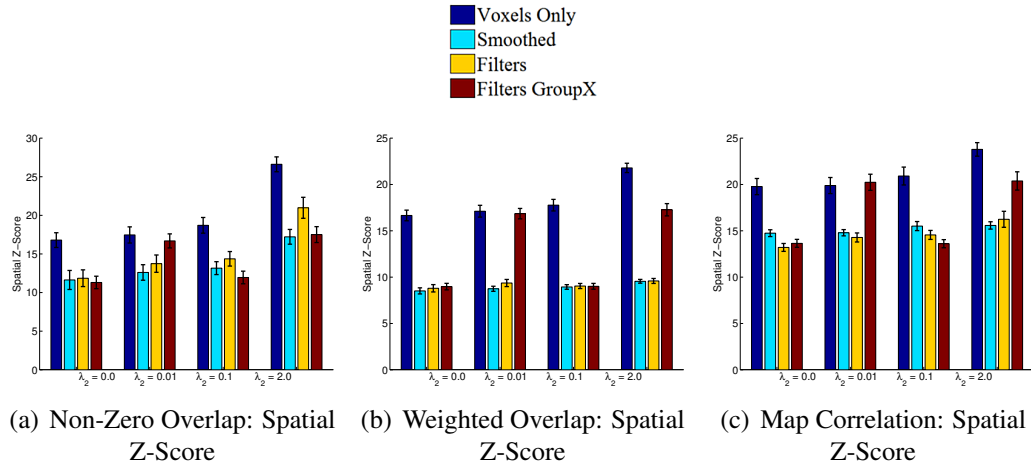 Voxels Only
Smoothed
Filters
Filters GroupX
30
25
20
15
10
5
0
Spatial Z−Score
λ2 = 0.0 λ2 = 0.01 λ2 = 0.1 λ2 = 2.0
(a) Non-Zero Overlap: Spatial
Z-Score
25
20
15
10
5
0
Spatial Z−Score
λ2 = 0.0 λ2 = 0.01 λ2 = 0.1 λ2 = 2.0
(b) Weighted Overlap: Spatial
Z-Score
25
20
15
10
5
0
Spatial Z−Score
λ2 = 0.0 λ2 = 0.01 λ2 = 0.1 λ2 = 2.0
(c) Map Correlation: Spatial
Z-Score